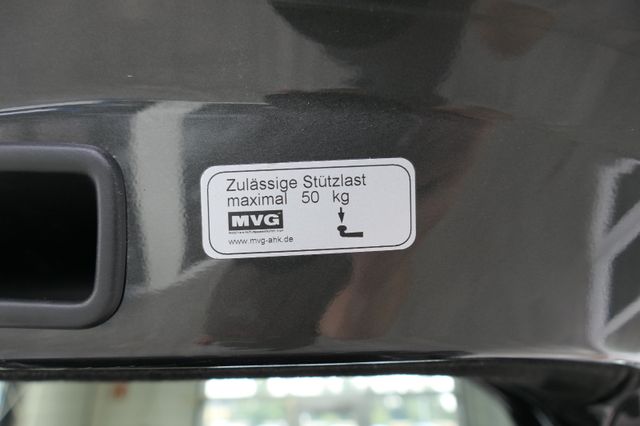 Zulässige Stützlast
maximal 50 kg
MVG
www.mvg-ahk.de